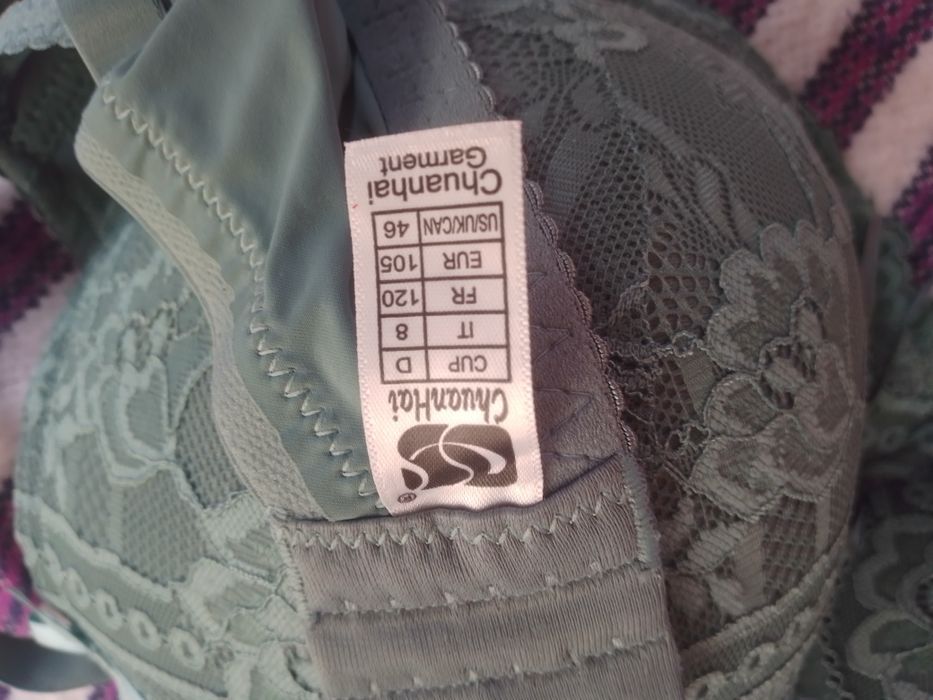 ®
ChuanHai
CUP D
IT 8
FR 120
EUR 105
US/UK/CAN 46
Chuanhai
Garment